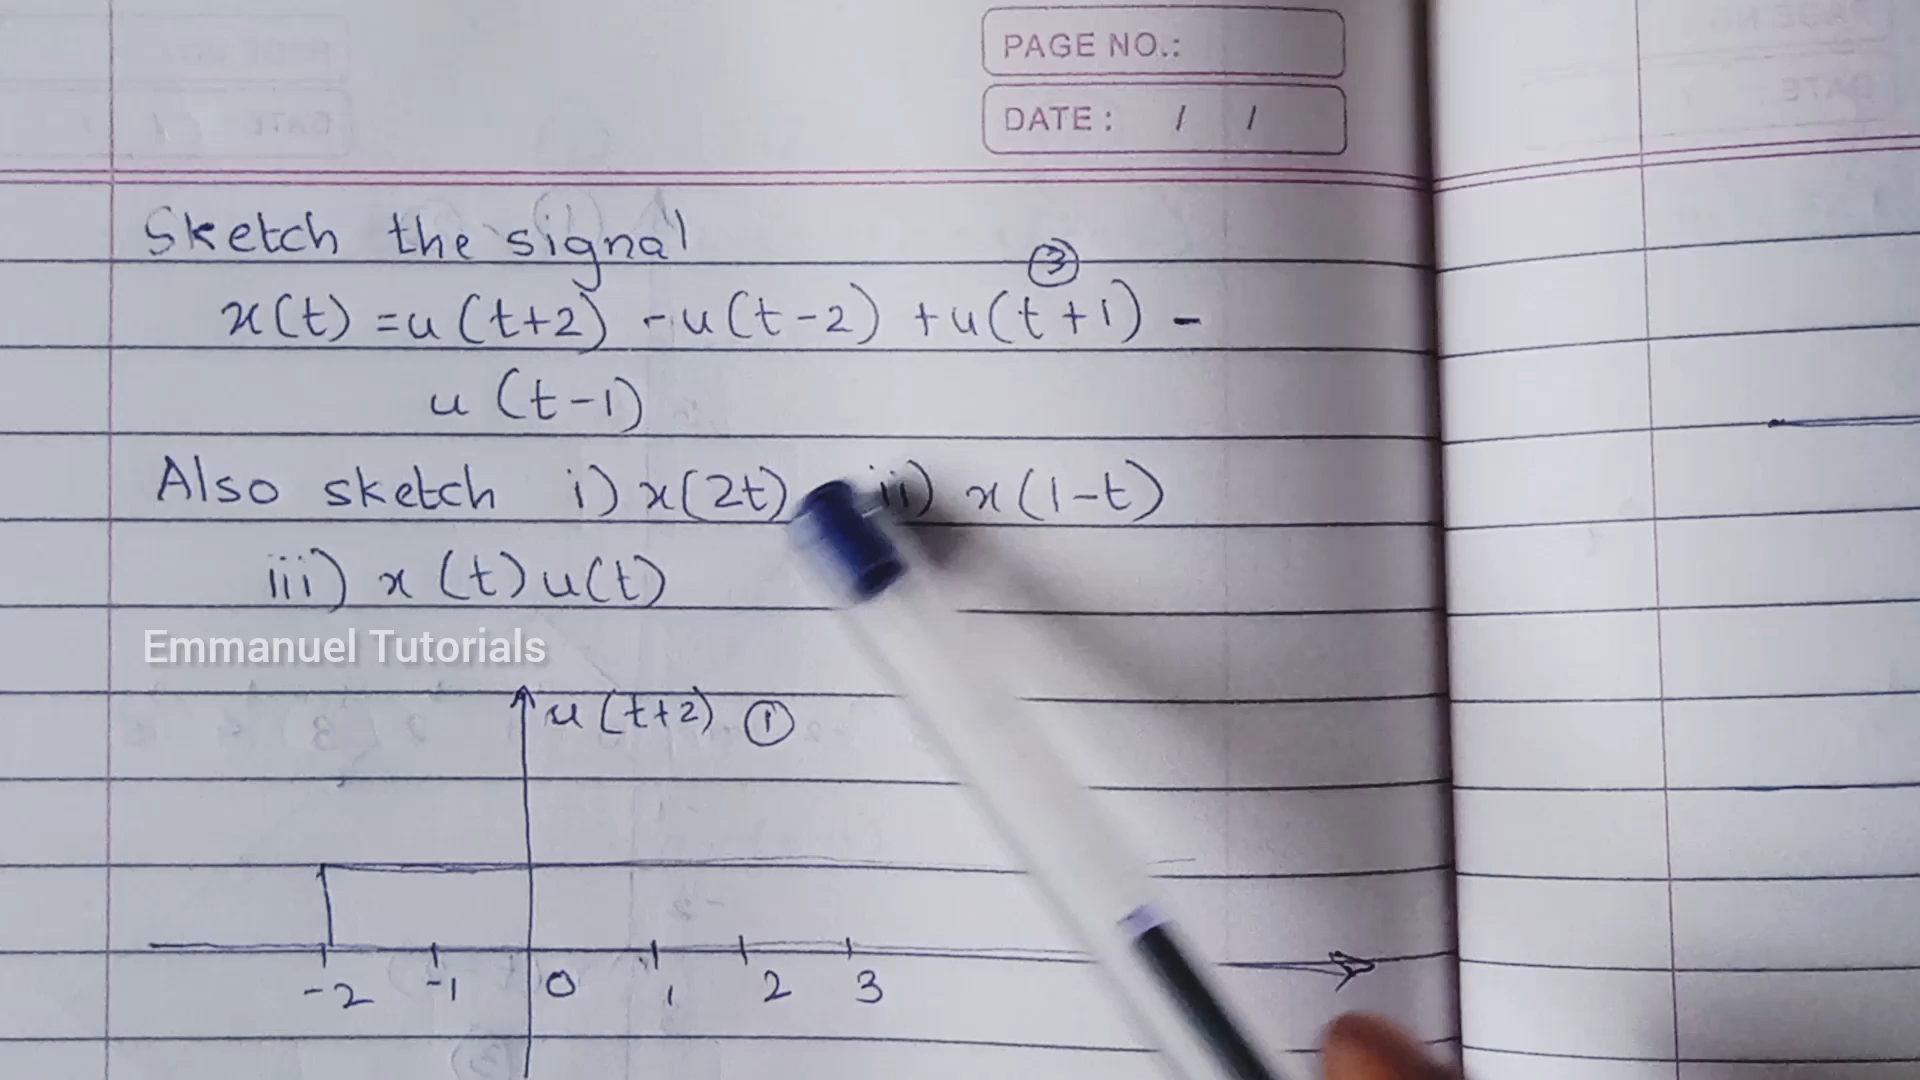 PAGE NO.:
DATE : / /
Sketch the signal
③
x(t) = u(t+2) - u(t-2) + u(t+1) -
u(t-1)
Also sketch i) x(2t) ii) x(1-t)
iii) x(t)u(t)
Emmanuel Tutorials
u(t+2) ①
-2 -1 0 1 2 3